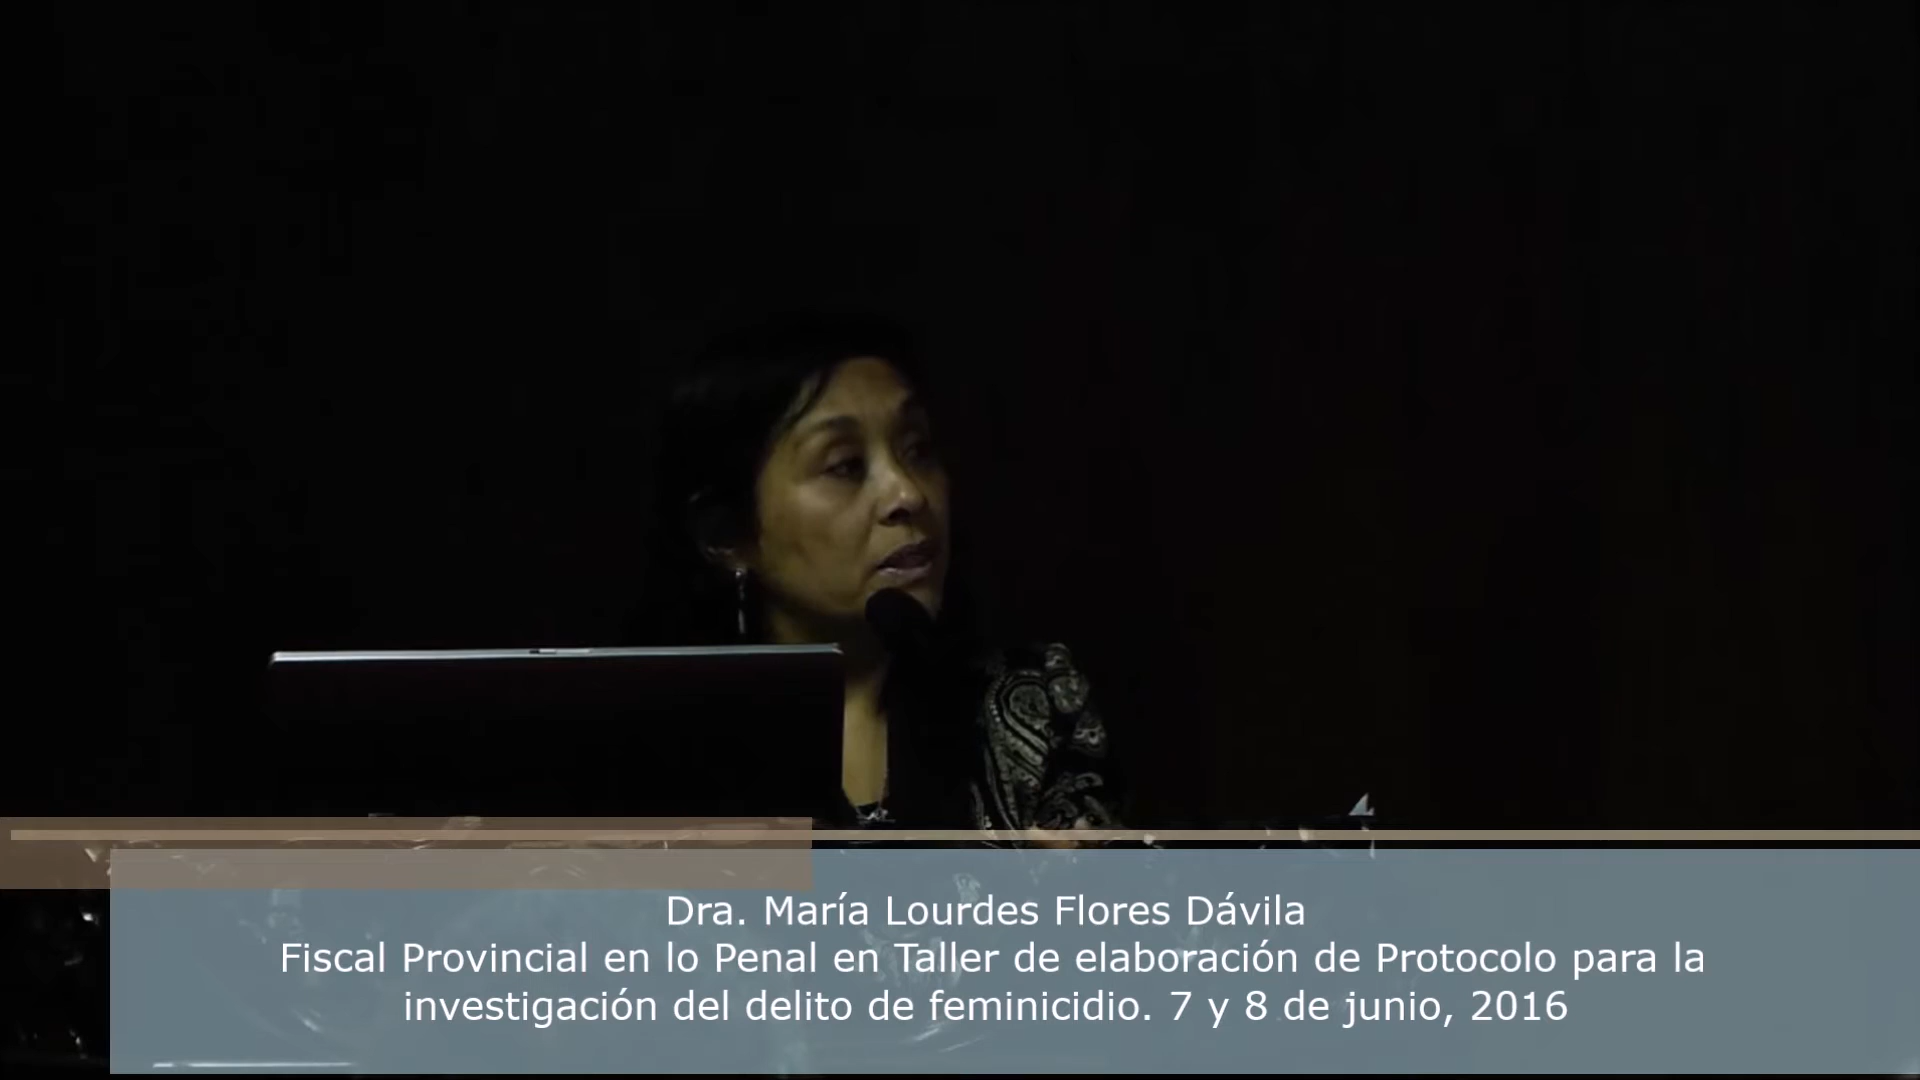 Dra. María Lourdes Flores Dávila
Fiscal Provincial en lo Penal en Taller de elaboración de Protocolo para la
investigación del delito de feminicidio. 7 y 8 de junio, 2016